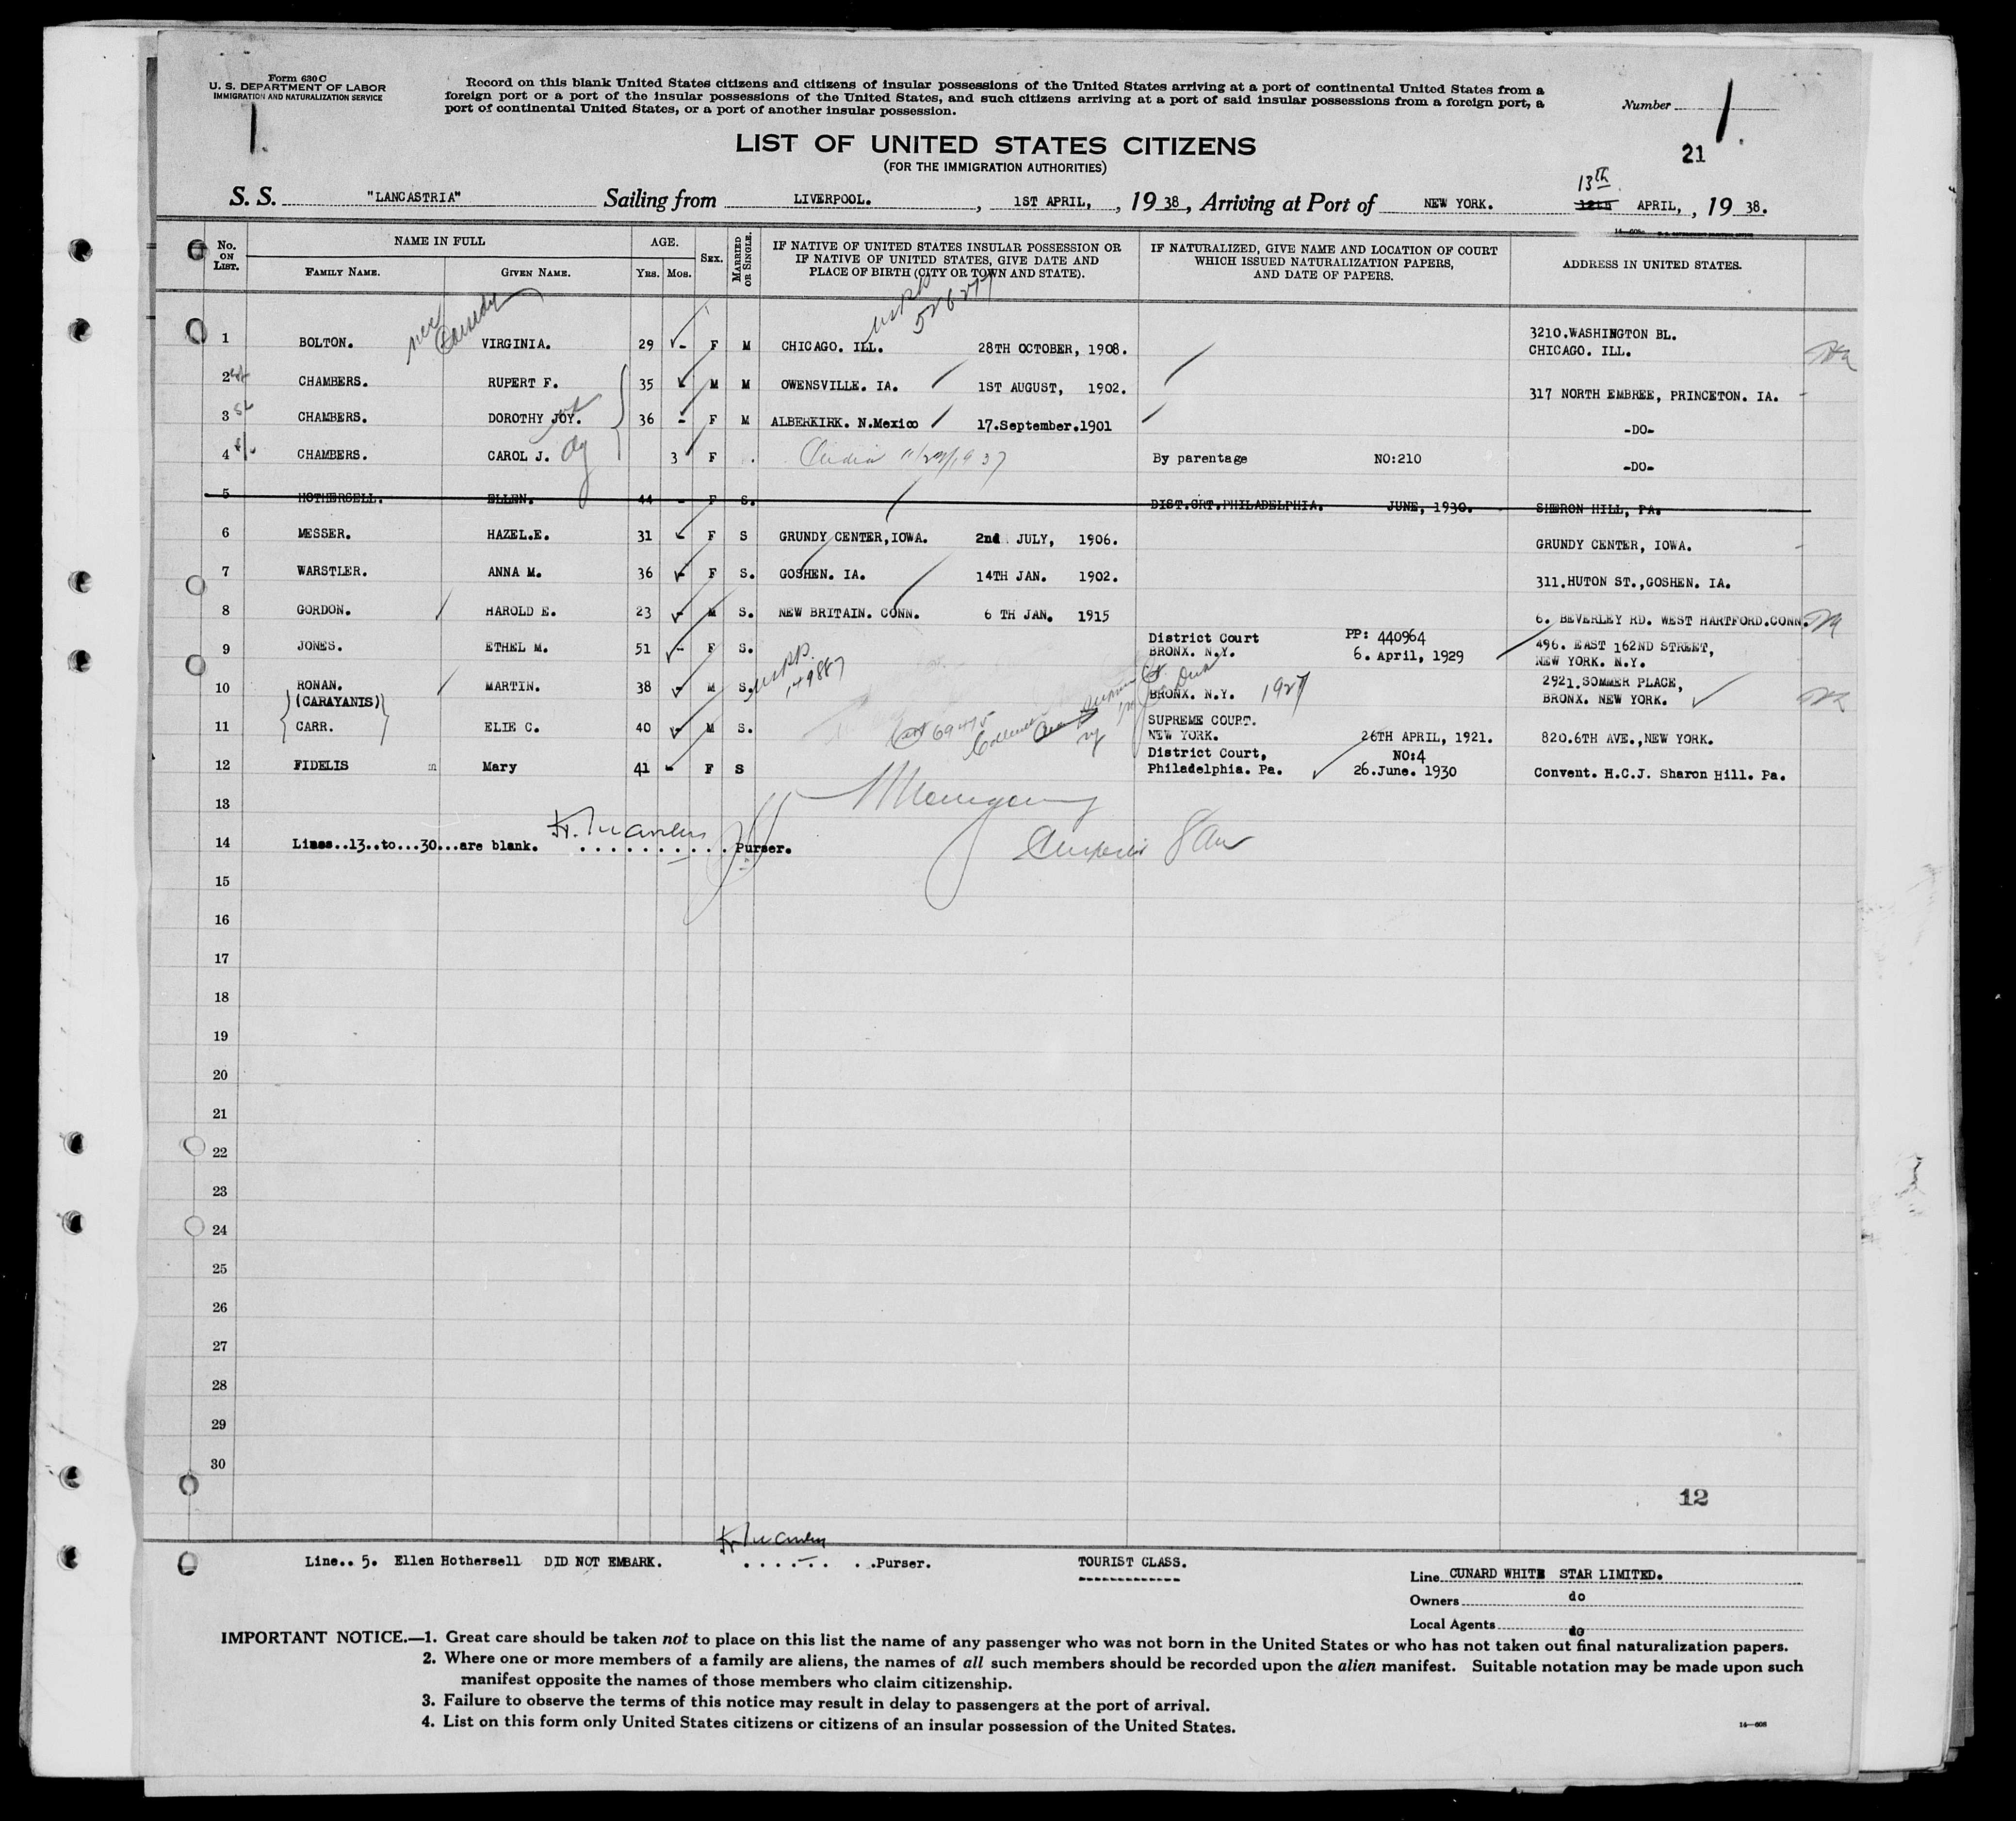 Form 630 C
U. S. DEPARTMENT OF LABOR
IMMIGRATION AND NATURALIZATION SERVICE
1.
Record on this blank United States citizens and citizens of insular possessions of the United States arriving at a port of continental United States from a
foreign port or a port of the insular possessions of the United States, and such citizens arriving at a port of said insular possessions from a foreign port, a
port of continental United States, or a port of another insular possession.
Number 1.
LIST OF UNITED STATES CITIZENS
(FOR THE IMMIGRATION AUTHORITIES)
21
S. S. "LANCASTRIA" Sailing from LIVERPOOL., 1ST APRIL, , 19 38, Arriving at Port of NEW YORK. 13th 12th APRIL, , 19 38.
No. ON LIST. NAME IN FULL FAMILY NAME. GIVEN NAME. AGE. YRS. MOS. SEX. MARRIED OR SINGLE.
IF NATIVE OF UNITED STATES INSULAR POSSESSION OR
IF NATIVE OF UNITED STATES, GIVE DATE AND
PLACE OF BIRTH (CITY OR TOWN AND STATE).
IF NATURALIZED, GIVE NAME AND LOCATION OF COURT
WHICH ISSUED NATURALIZATION PAPERS,
AND DATE OF PAPERS.
ADDRESS IN UNITED STATES.
nee Cassidy
USPP 526277
1 BOLTON. VIRGINIA. 29 - F M CHICAGO. ILL. 28TH OCTOBER, 1908. 3210.WASHINGTON BL.
CHICAGO. ILL.
2 CHAMBERS. RUPERT F. 35 M M OWENSVILLE. IA. 1ST AUGUST, 1902. 317 NORTH EMBREE, PRINCETON. IA.
3 CHAMBERS. DOROTHY JOY. 36 - F M ALBERKIRK. N.Mexico 17.September.1901 -DO-
4 CHAMBERS. CAROL J. 3 F India 11/22/1937 By parentage NO:210 -DO-
5 HOTHERSELL. ELLEN. 44 - F S. DIST.CRT.PHILADELPHIA. JUNE, 1930. SHERON HILL, PA.
6 MESSER. HAZEL.E. 31 - F S GRUNDY CENTER,IOWA. 2nd JULY, 1906. GRUNDY CENTER, IOWA.
7 WARSTLER. ANNA M. 36 - F S. GOSHEN. IA. 14TH JAN. 1902. 311.HUTON ST.,GOSHEN. IA.
8 GORDON. HAROLD E. 23 - M S. NEW BRITAIN. CONN. 6 TH JAN. 1915 6. BEVERLEY RD. WEST HARTFORD.CONN.
9 JONES. ETHEL M. 51 - F S. District Court PP: 440964
BRONX. N.Y. 6. April, 1929 496. EAST 162ND STREET,
NEW YORK. N.Y.
10 RONAN. MARTIN. 38 - M S. USPP. 149887 BRONX. N.Y. 1927 2921.SOMMER PLACE,
BRONX. NEW YORK.
(CARAYANIS)
11 CARR. ELIE C. 40 - M S. SUPREME COURT.
NEW YORK. 26TH APRIL, 1921. 820.6TH AVE.,NEW YORK.
12 FIDELIS m Mary 41 - F S District Court, NO:4
Philadelphia. Pa. 26.June. 1930 Convent. H.C.J. Sharon Hill. Pa.
13
14 Lines..13..to...30...are blank. .......... Purser.
15
16
17
18
19
20
21
22
23
24
25
26
27
28
29
30
12
Line.. 5. Ellen Hothersell DID NOT EMBARK. ...... ..Purser. TOURIST CLASS.
Line CUNARD WHITE STAR LIMITED.
Owners do
Local Agents do
IMPORTANT NOTICE.—1. Great care should be taken not to place on this list the name of any passenger who was not born in the United States or who has not taken out final naturalization papers.
2. Where one or more members of a family are aliens, the names of all such members should be recorded upon the alien manifest. Suitable notation may be made upon such
manifest opposite the names of those members who claim citizenship.
3. Failure to observe the terms of this notice may result in delay to passengers at the port of arrival.
4. List on this form only United States citizens or citizens of an insular possession of the United States.
14—608